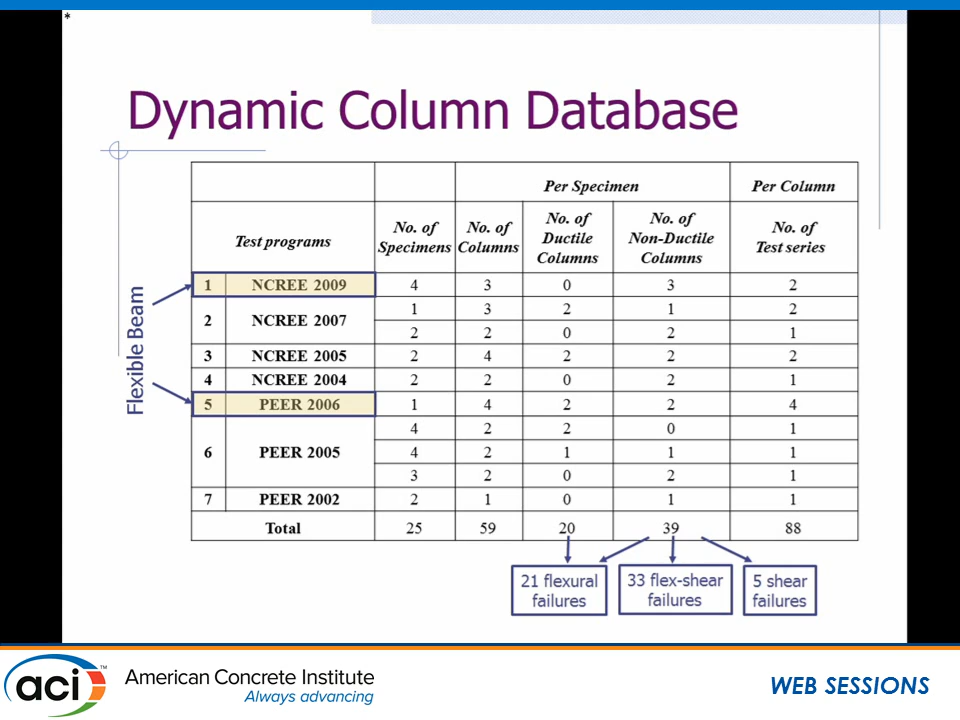 *
Dynamic Column Database
Per Specimen Per Column
Test programs No. of Specimens No. of Columns No. of Ductile Columns No. of Non-Ductile Columns No. of Test series
1 NCREE 2009 4 3 0 3 2
2 NCREE 2007 1 3 2 1 2
2 2 0 2 1
3 NCREE 2005 2 4 2 2 2
4 NCREE 2004 2 2 0 2 1
5 PEER 2006 1 4 2 2 4
6 PEER 2005 4 2 2 0 1
4 2 1 1 1
3 2 0 2 1
7 PEER 2002 2 1 0 1 1
Total 25 59 20 39 88
Flexible Beam
21 flexural
failures
33 flex-shear
failures
5 shear
failures
aci™
American Concrete Institute
Always advancing
WEB SESSIONS